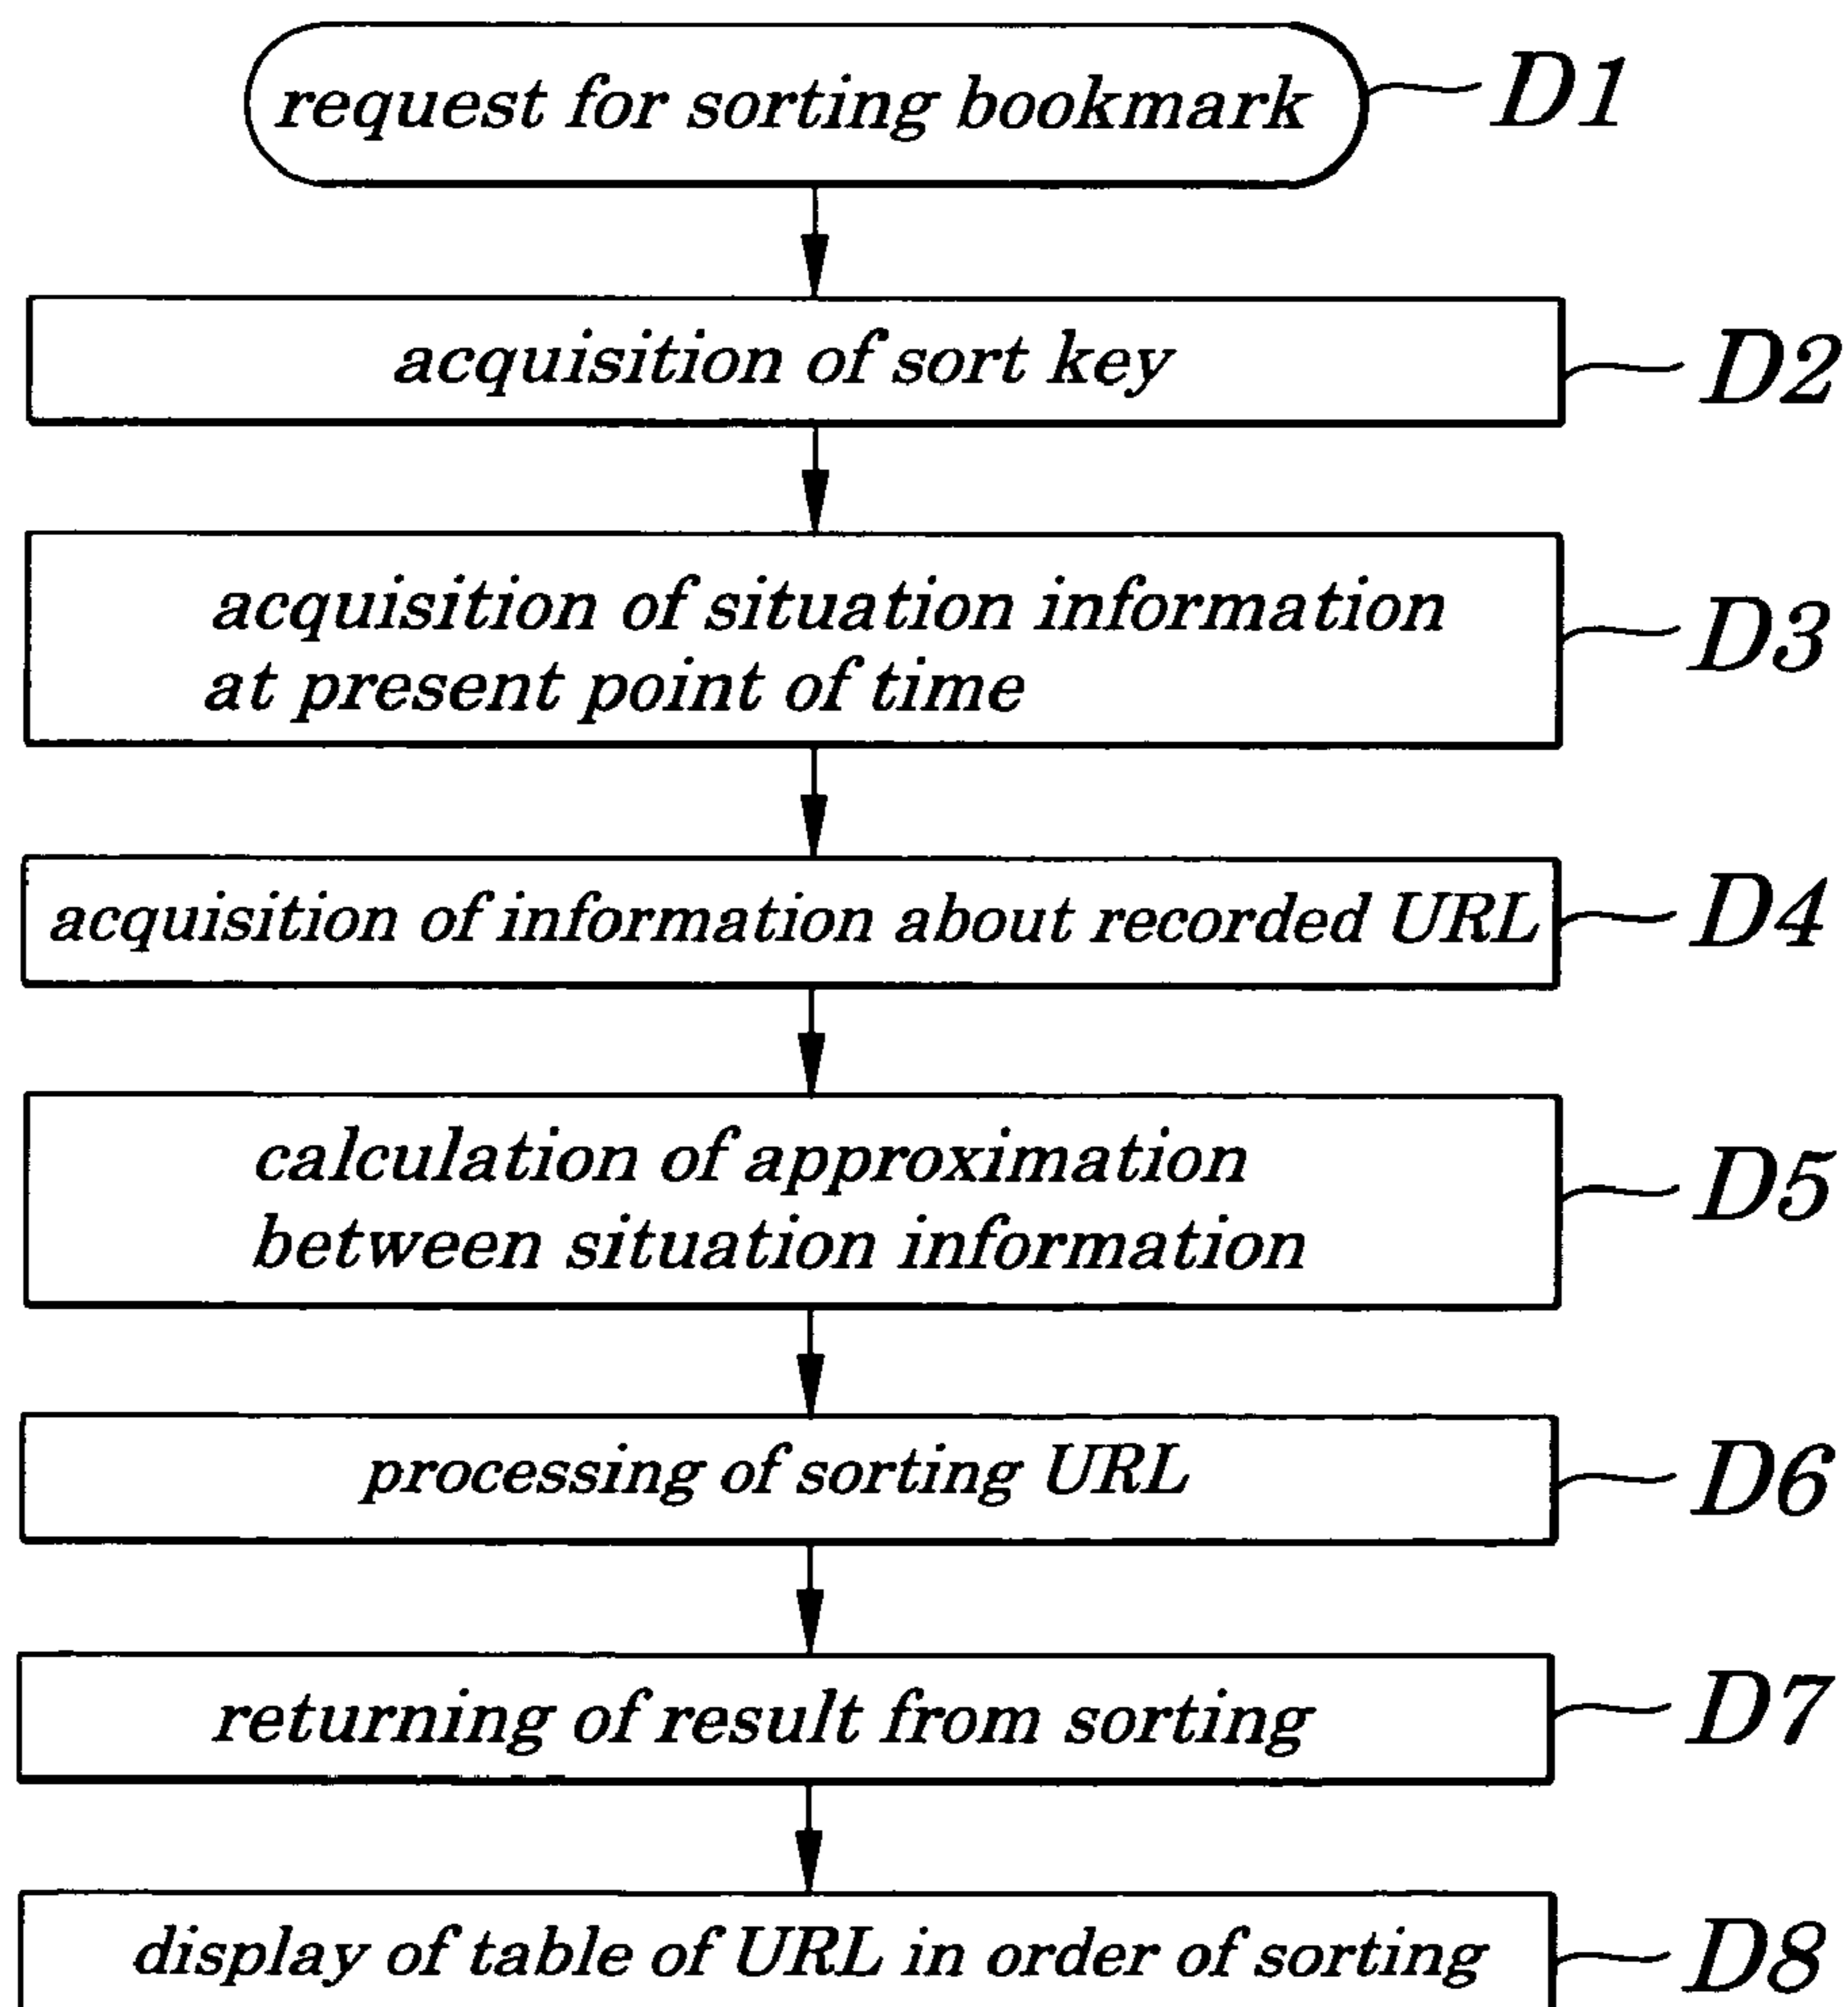 request for sorting bookmark D1
acquisition of sort key D2
acquisition of situation information
at present point of time D3
acquisition of information about recorded URL D4
calculation of approximation
between situation information D5
processing of sorting URL D6
returning of result from sorting D7
display of table of URL in order of sorting D8